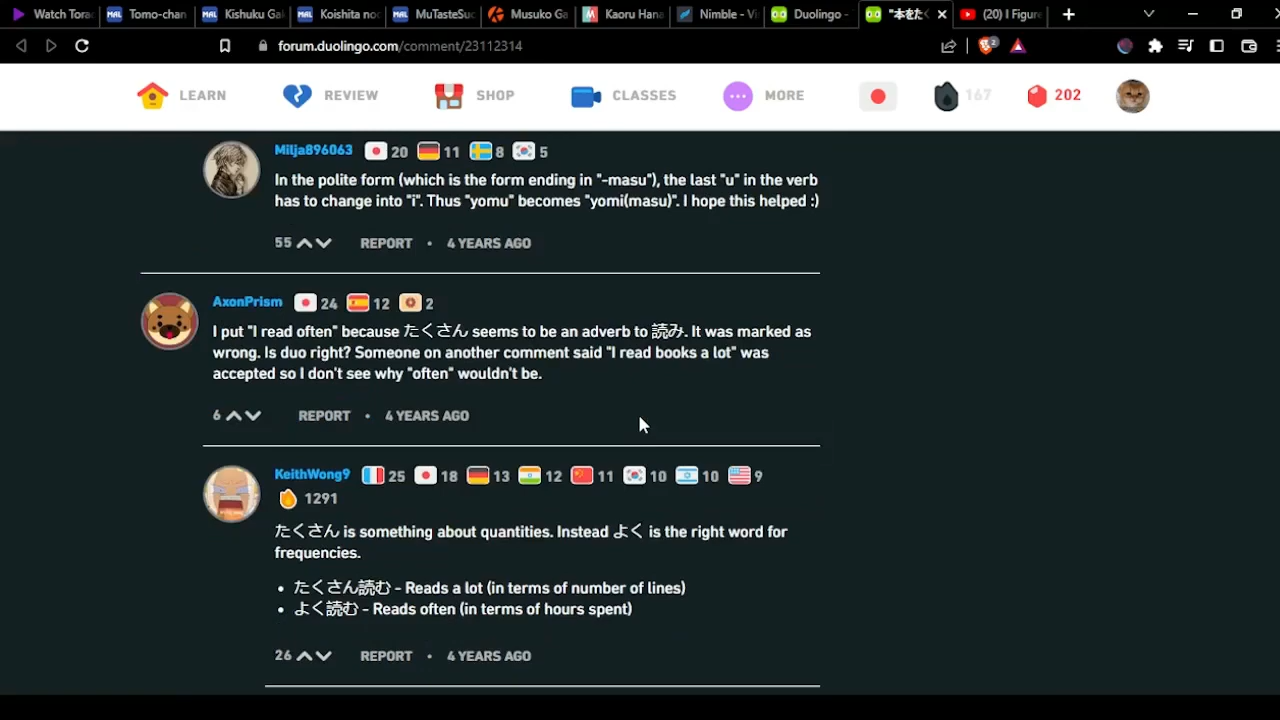 Watch Tora
Tomo-chan
Kishuku Ga
Koishita no
MuTasteSu
Musuko Ga
Kaoru Hana
Nimble - Vi
Duolingo -
"本をた
(20) I Figure
forum.duolingo.com/comment/23112314
2
LEARN
REVIEW
SHOP
CLASSES
MORE
167
202
Milja896063 20 11 8 5
In the polite form (which is the form ending in "-masu"), the last "u" in the verb
has to change into "i". Thus "yomu" becomes "yomi(masu)". I hope this helped :)
55 REPORT • 4 YEARS AGO
AxonPrism 24 12 2
I put "I read often" because たくさん seems to be an adverb to 読み. It was marked as
wrong. Is duo right? Someone on another comment said "I read books a lot" was
accepted so I don't see why "often" wouldn't be.
6 REPORT • 4 YEARS AGO
KeithWong9 25 18 13 12 11 10 10 9
1291
たくさん is something about quantities. Instead よく is the right word for
frequencies.
• たくさん読む - Reads a lot (in terms of number of lines)
• よく読む - Reads often (in terms of hours spent)
26 REPORT • 4 YEARS AGO